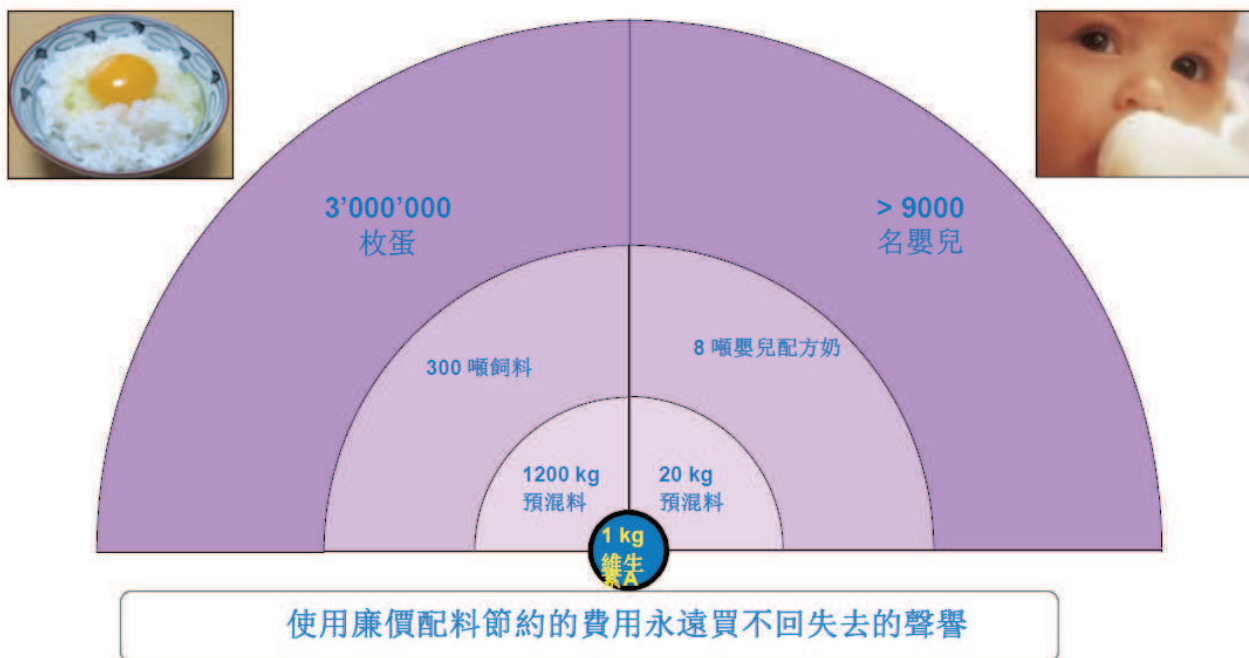 3’000’000
枚蛋
> 9000
名嬰兒
300 噸飼料
8 噸嬰兒配方奶
1200 kg
預混料
20 kg
預混料
1 kg
維生
素A
使用廉價配料節約的費用永遠買不回失去的聲譽